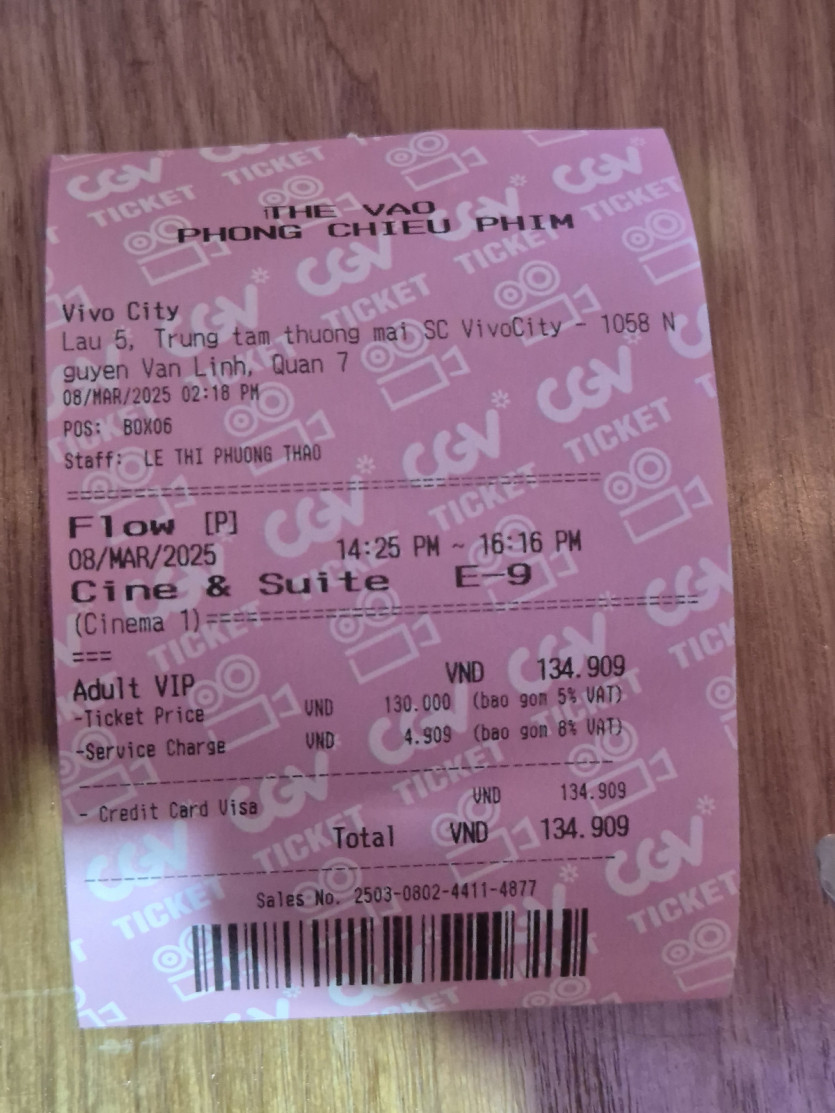 THE VAO
PHONG CHIEU PHIM
Vivo City
Lau 5, Trung tam thuong mai SC VivoCity - 1058 N
guyen Van Linh, Quan 7
08/MAR/2025 02:18 PM
POS: BOX06
Staff: LE THI PHUONG THAO
Flow [P]
08/MAR/2025 14:25 PM ~ 16:16 PM
Cine & Suite E-9
(Cinema 1)=================================
===
Adult VIP VND 134.909
-Ticket Price VND 130.000 (bao gom 5% VAT)
-Service Charge VND 4.909 (bao gom 8% VAT)
- Credit Card Visa VND 134.909
Total VND 134.909
Sales No. 2503-0802-4411-4877
CGV TICKET